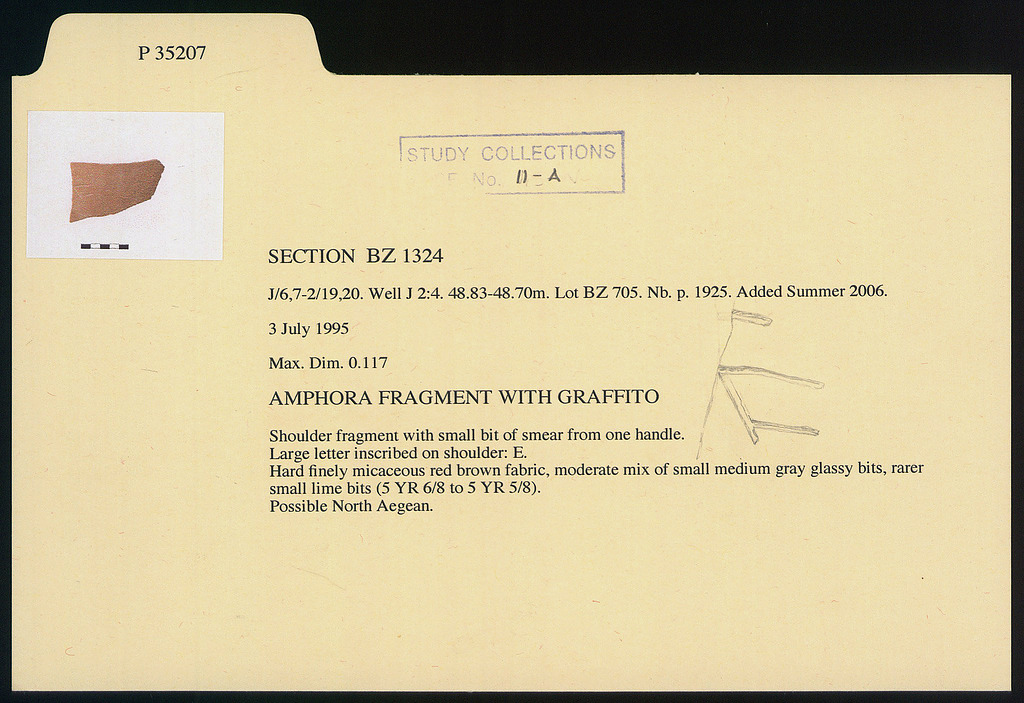 P 35207
STUDY COLLECTIONS
No. 11-A
SECTION BZ 1324
J/6,7-2/19,20. Well J 2:4. 48.83-48.70m. Lot BZ 705. Nb. p. 1925. Added Summer 2006.
3 July 1995
Max. Dim. 0.117
AMPHORA FRAGMENT WITH GRAFFITO
Shoulder fragment with small bit of smear from one handle.
Large letter inscribed on shoulder: E.
Hard finely micaceous red brown fabric, moderate mix of small medium gray glassy bits, rarer
small lime bits (5 YR 6/8 to 5 YR 5/8).
Possible North Aegean.